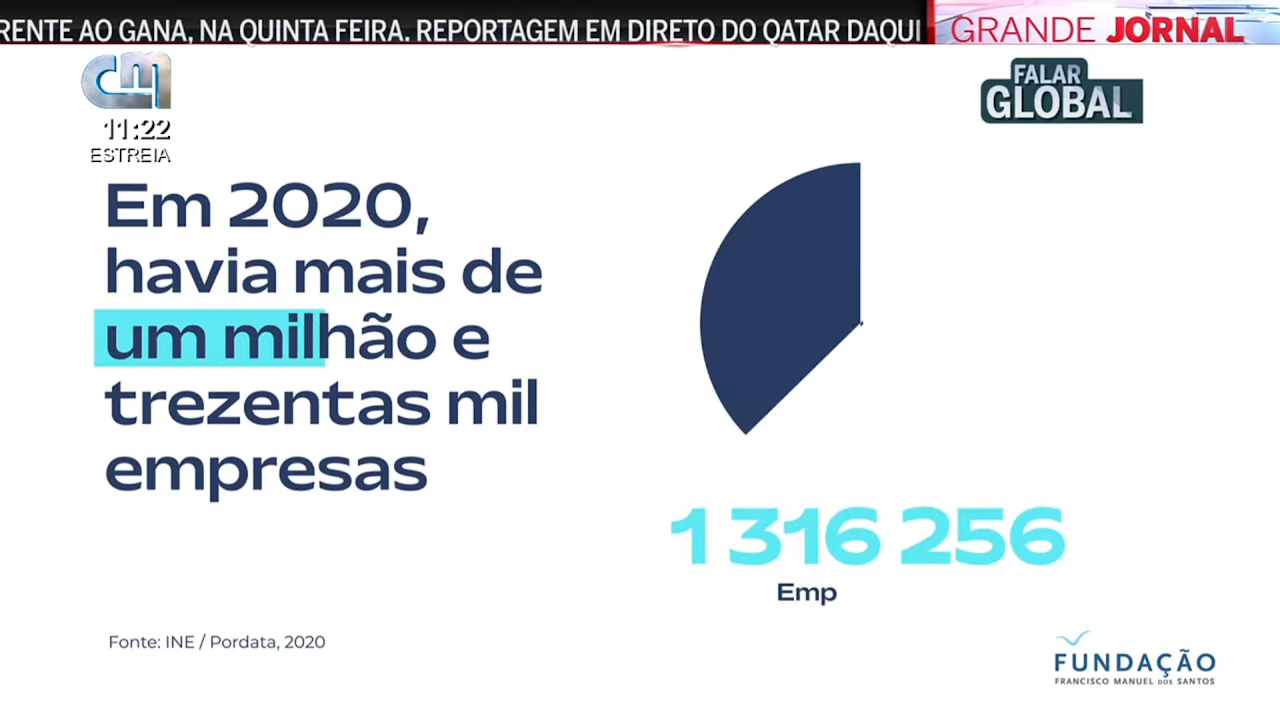 RENTE AO GANA, NA QUINTA FEIRA. REPORTAGEM EM DIRETO DO QATAR DAQUI
GRANDE JORNAL
CM
11:22
ESTREIA
FALAR
GLOBAL
Em 2020,
havia mais de
um milhão e
trezentas mil
empresas
1 316 256
Emp
Fonte: INE / Pordata, 2020
FUNDAÇÃO
FRANCISCO MANUEL DOS SANTOS